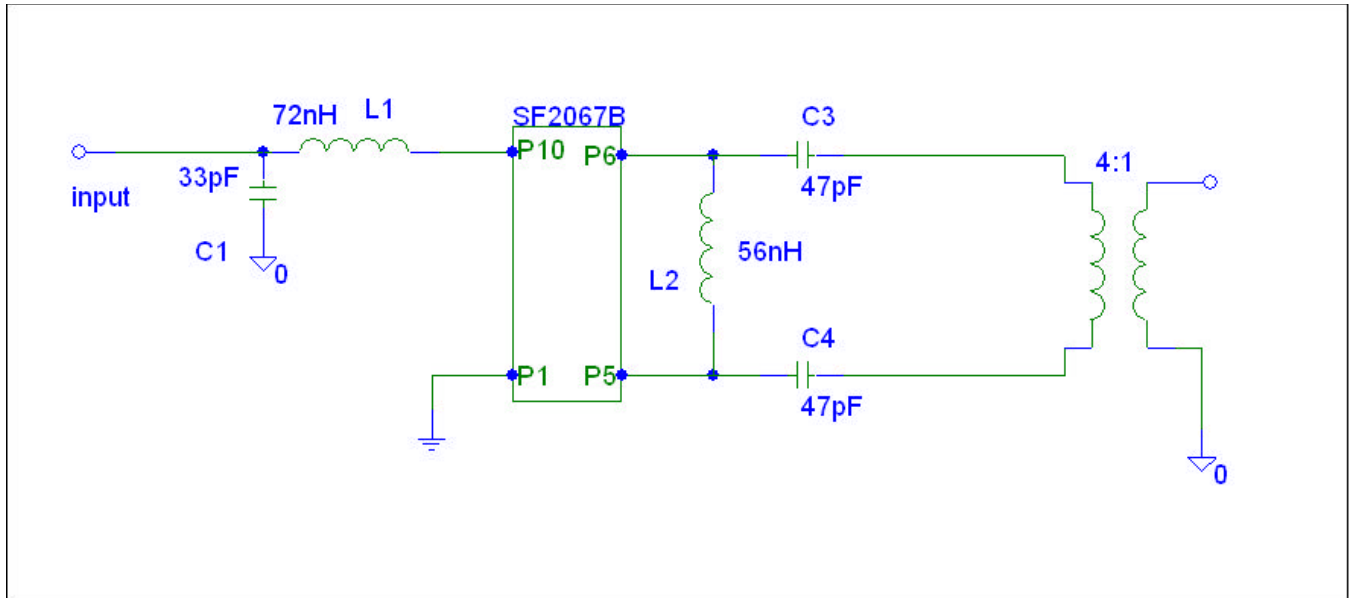 72nH L1
SF2067B
C3
P10
P6
4:1
33pF
47pF
input
C1
0
56nH
L2
C4
P1
P5
47pF
0